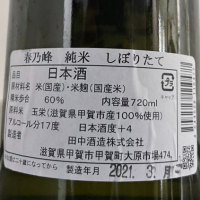 春乃峰 純米 しぼりたて
品目 日本酒
原材料名 米(国産)・米麹(国産米)
精米歩合 60% 内容量720ml
原料米 玉栄(滋賀県甲賀市産100%使用)
アルコール分17度 日本酒度+4
田中酒造株式会社
滋賀県甲賀市甲賀町大原市場474
製造年月 2021. 3.